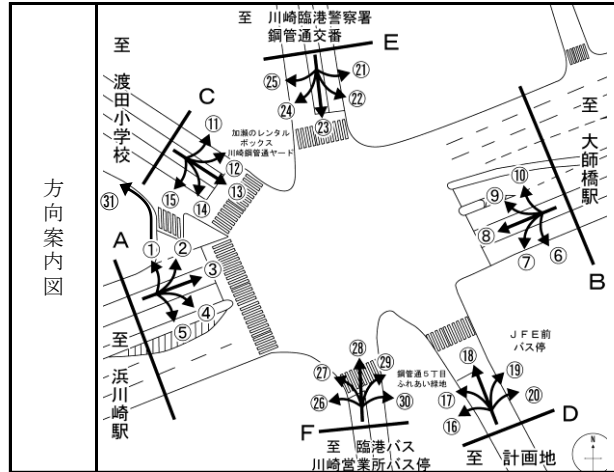 方向案内図
至 川崎臨港警察署
鋼管通交番
E
至 渡田小学校
C
加瀬のレンタル
ボックス
川崎鋼管通ヤード
至 大師橋駅
B
A
至 浜川崎駅
JFE前
バス停
鋼管通5丁目
ふれあい緑地
D
至 計画地
F
至 臨港バス
川崎営業所バス停
① ② ③ ④ ⑤
⑥ ⑦ ⑧ ⑨ ⑩
⑪ ⑫ ⑬ ⑭ ⑮
⑯ ⑰ ⑱ ⑲ ⑳
㉑ ㉒ ㉓ ㉔ ㉕
㉖ ㉗ ㉘ ㉙ ㉚
㉛
N